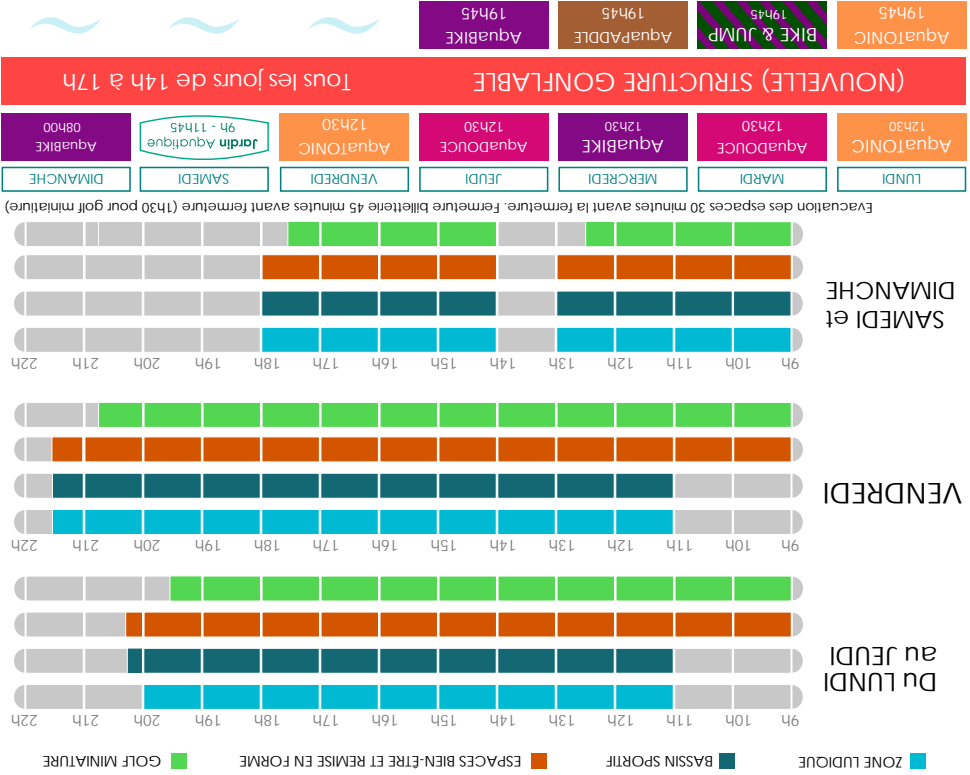 ZONE LUDIQUE BASSIN SPORTIF ESPACES BIEN-ÊTRE ET REMISE EN FORME GOLF MINIATURE
9h 10h 11h 12h 13h 14h 15h 16h 17h 18h 19h 20h 21h 22h
Du LUNDI
au JEUDI
9h 10h 11h 12h 13h 14h 15h 16h 17h 18h 19h 20h 21h 22h
VENDREDI
9h 10h 11h 12h 13h 14h 15h 16h 17h 18h 19h 20h 21h 22h
SAMEDI et
DIMANCHE
Evacuation des espaces 30 minutes avant la fermeture. Fermeture billetterie 45 minutes avant fermeture (1h30 pour golf miniature)
LUNDI MARDI MERCREDI JEUDI VENDREDI SAMEDI DIMANCHE
AquaTONIC AquaDOUCE AquaBIKE AquaDOUCE AquaTONIC Jardin Aquatique AquaBIKE
12h30 12h30 12h30 12h30 12h30 9h - 11h45 08h00
(NOUVELLE) STRUCTURE GONFLABLE Tous les jours de 14h à 17h
AquaTONIC BIKE & JUMP AquaPADDLE AquaBIKE
19h45 19h45 19h45 19h45